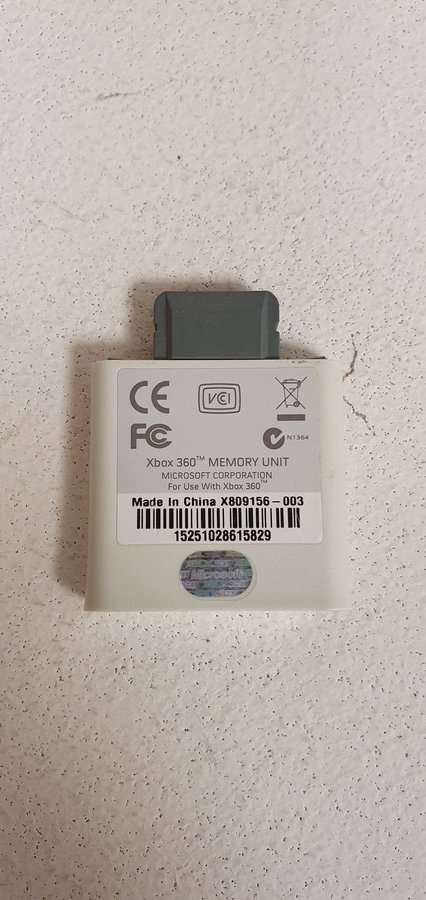 CE VCI
FC N1364
Xbox 360™ MEMORY UNIT
MICROSOFT CORPORATION
For Use With Xbox 360™
Made In China X809156-003
15251028615829
Microsoft